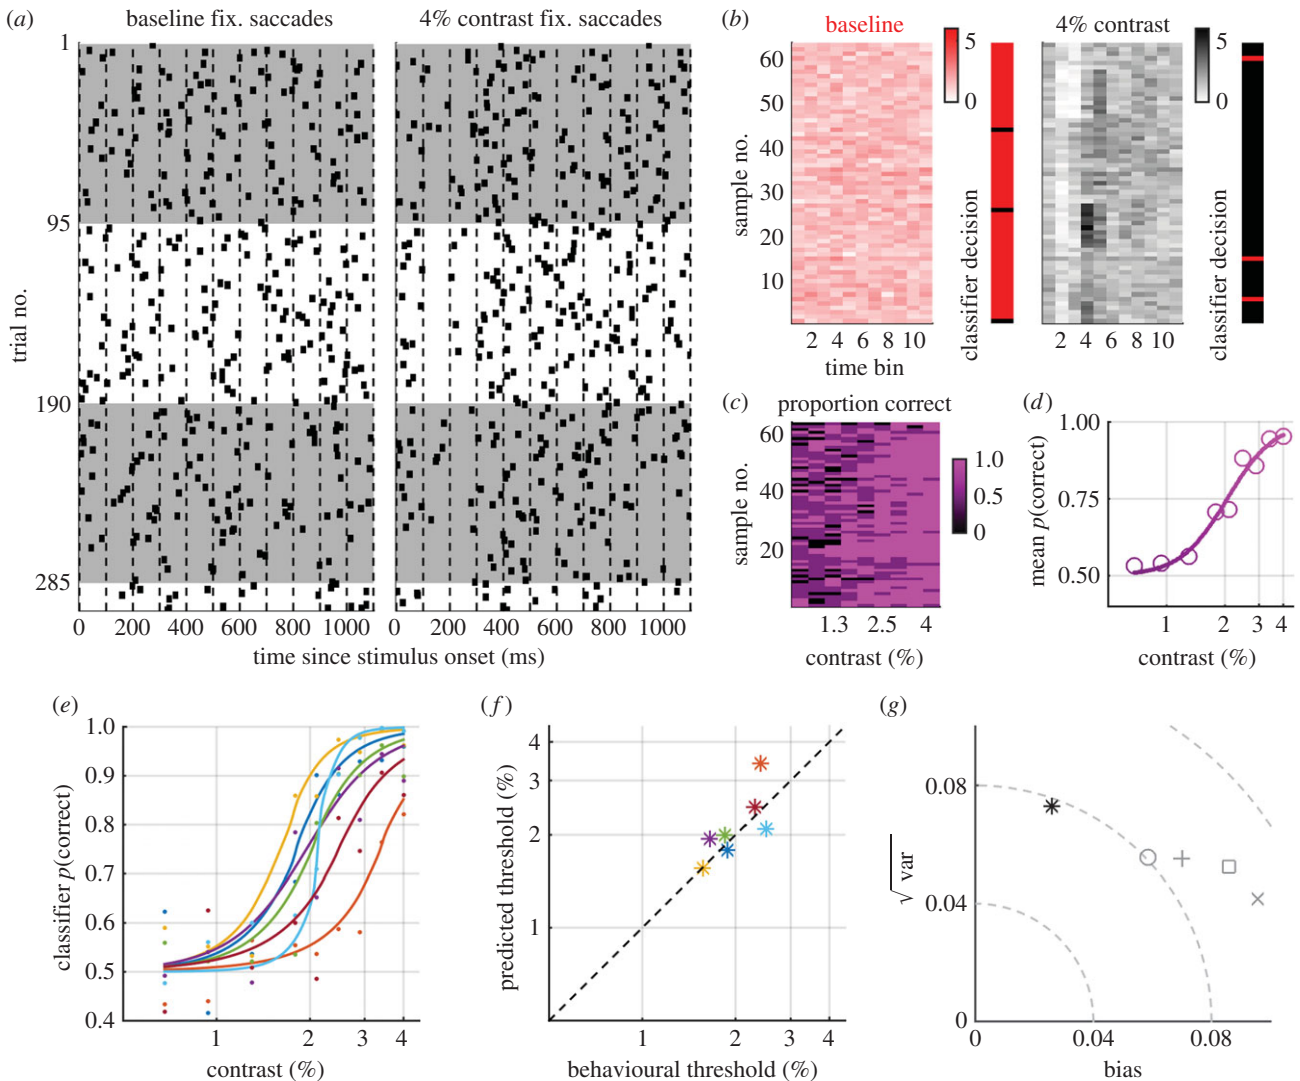 (a) baseline fix. saccades 4% contrast fix. saccades
1
95
190
285
trial no.
0 200 400 600 800 1000 0 200 400 600 800 1000
time since stimulus onset (ms)
(b) baseline 4% contrast
5
0
5
0
60
50
40
30
20
10
sample no.
2 4 6 8 10
time bin
classifier decision
2 4 6 8 10
classifier decision
(c) proportion correct
60
40
20
sample no.
1.3 2.5 4
contrast (%)
1.0
0.5
0
(d)
1.00
0.75
0.50
mean p(correct)
1 2 3 4
contrast (%)
(e)
1.0
0.9
0.8
0.7
0.6
0.5
0.4
classifier p(correct)
1 2 3 4
contrast (%)
(f)
4
3
2
1
predicted threshold (%)
1 2 3 4
behavioural threshold (%)
(g)
0.08
0.04
0
√var
0 0.04 0.08
bias